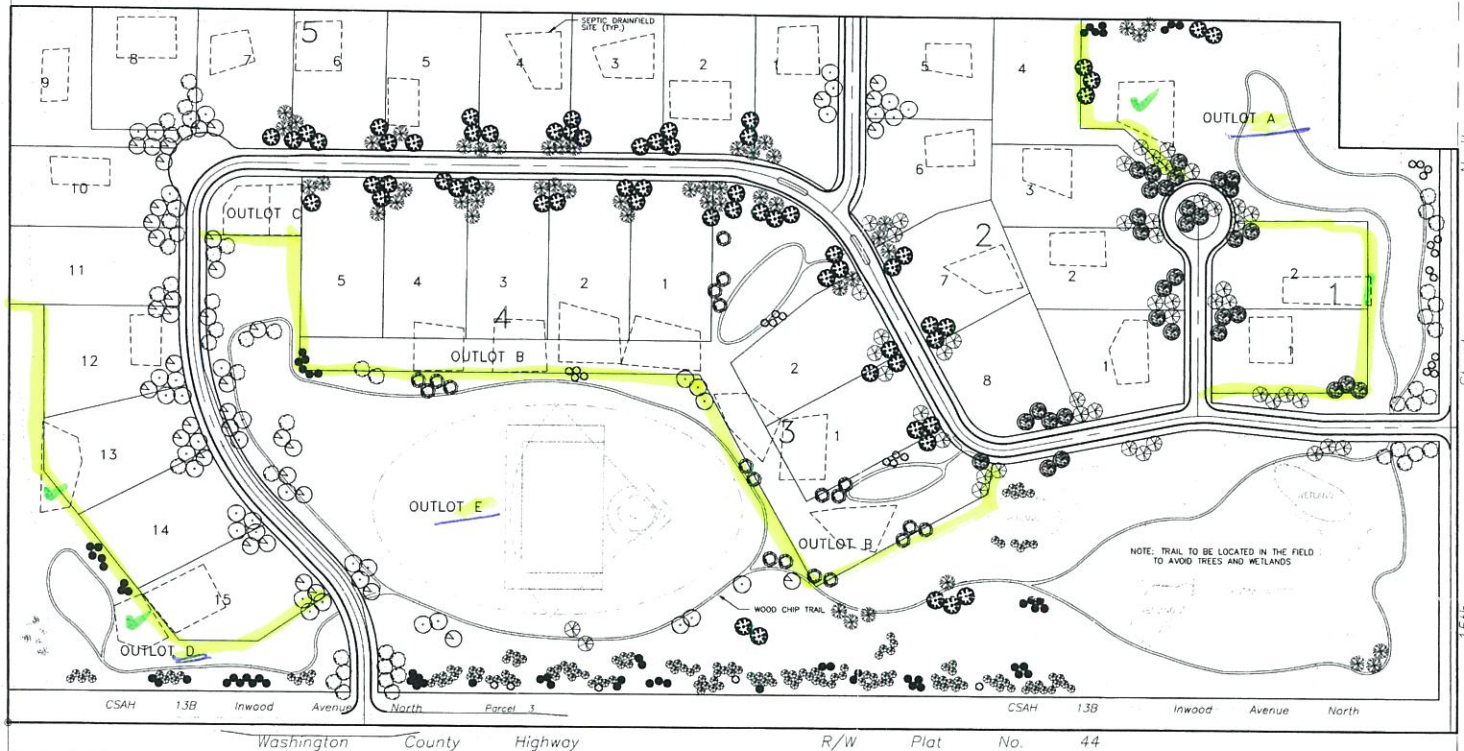 SEPTIC DRAINFIELD
SITE (TYP.)
5
9
8
7
6
5
4
3
2
1
5
4
OUTLOT A
10
6
3
OUTLOT C
2
11
5
4
3
2
1
7
2
2
1
4
12
OUTLOT B
2
8
1
1
13
3
1
OUTLOT E
WETLAND
14
OUTLOT B
NOTE: TRAIL TO BE LOCATED IN THE FIELD
TO AVOID TREES AND WETLANDS
15
WOOD CHIP TRAIL
OUTLOT D
CSAH 13B Inwood Avenue North Parcel 3
CSAH 13B Inwood Avenue North
Washington County Highway R/W Plat No. 44
15th